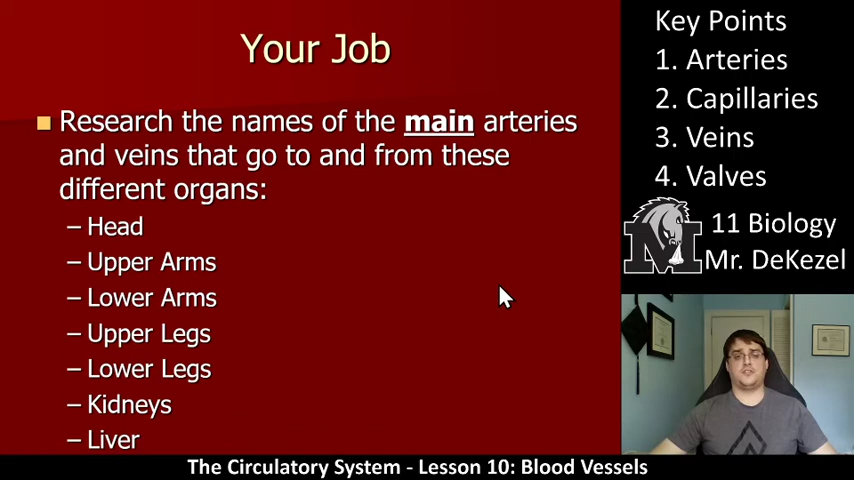 Your Job
Research the names of the main arteries
and veins that go to and from these
different organs:
– Head
– Upper Arms
– Lower Arms
– Upper Legs
– Lower Legs
– Kidneys
– Liver
Key Points
1. Arteries
2. Capillaries
3. Veins
4. Valves
M
11 Biology
Mr. DeKezel
The Circulatory System - Lesson 10: Blood Vessels